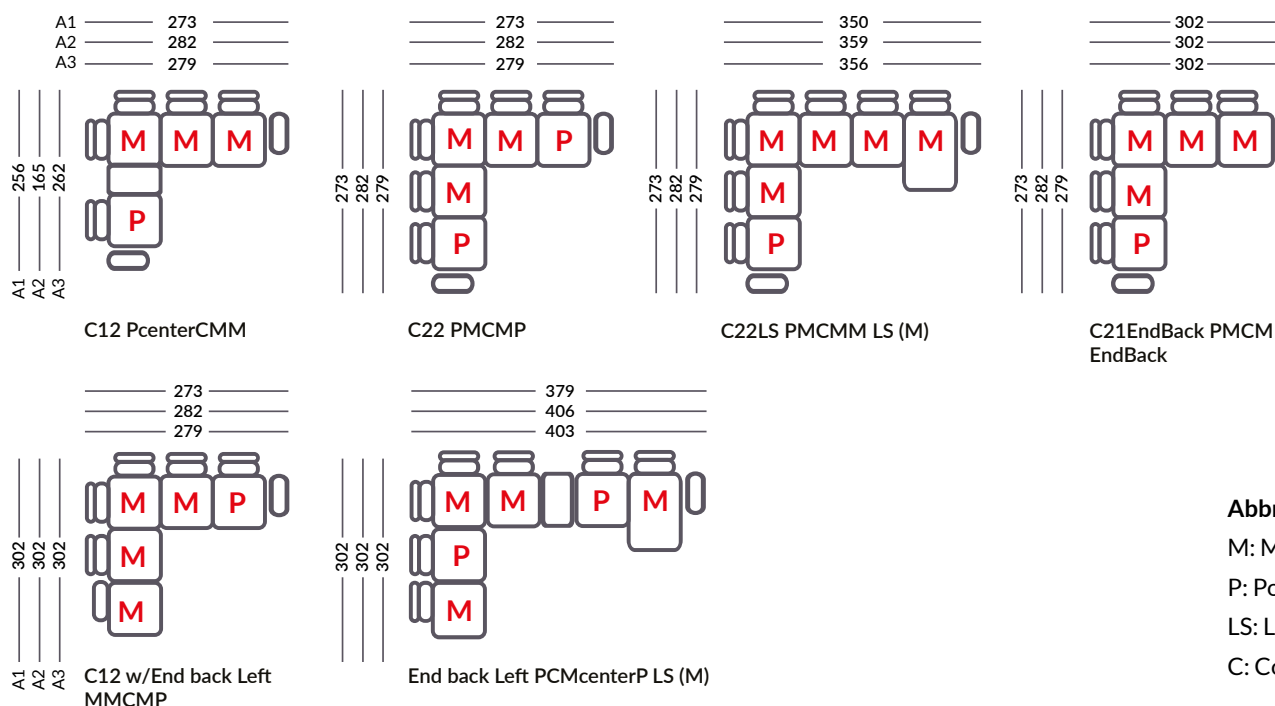 A1 273
A2 282
A3 279
273
282
279
350
359
356
302
302
302
256 165 262
A1 A2 A3
M M M
P
273 282 279
M M P
M
P
273 282 279
M M M M
M
P
273 282 279
M M M
M
P
C12 PcenterCMM
C22 PMCMP
C22LS PMCMM LS (M)
C21EndBack PMCM
EndBack
273
282
279
379
406
403
302 302 302
A1 A2 A3
M M P
M
M
302 302 302
M M P M
P
M
C12 w/End back Left
MMCMP
End back Left PCMcenterP LS (M)
Abbr
M: M
P: Po
LS: L
C: Co